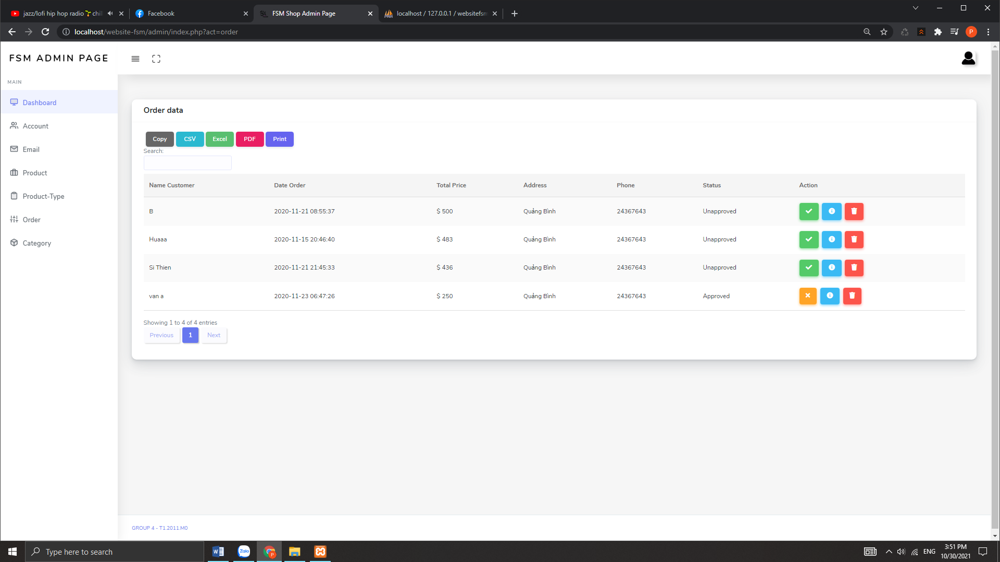 jazz/lofi hip hop radio🌱chil
Facebook
FSM Shop Admin Page
localhost / 127.0.0.1 / websitefsm
localhost/website-fsm/admin/index.php?act=order
P
FSM ADMIN PAGE
MAIN
Dashboard
Account
Email
Product
Product-Type
Order
Category
Order data
Copy CSV Excel PDF Print
Search:
Name Customer Date Order Total Price Address Phone Status Action
B 2020-11-21 08:55:37 $ 500 Quảng Bình 24367643 Unapproved
Huaaa 2020-11-15 20:46:40 $ 483 Quảng Bình 24367643 Unapproved
Si Thien 2020-11-21 21:45:33 $ 436 Quảng Bình 24367643 Unapproved
van a 2020-11-23 06:47:26 $ 250 Quảng Bình 24367643 Approved
Showing 1 to 4 of 4 entries
Previous 1 Next
GROUP 4 - T1.2011.M0
Type here to search
Zalo
P
ENG
3:51 PM
10/30/2021